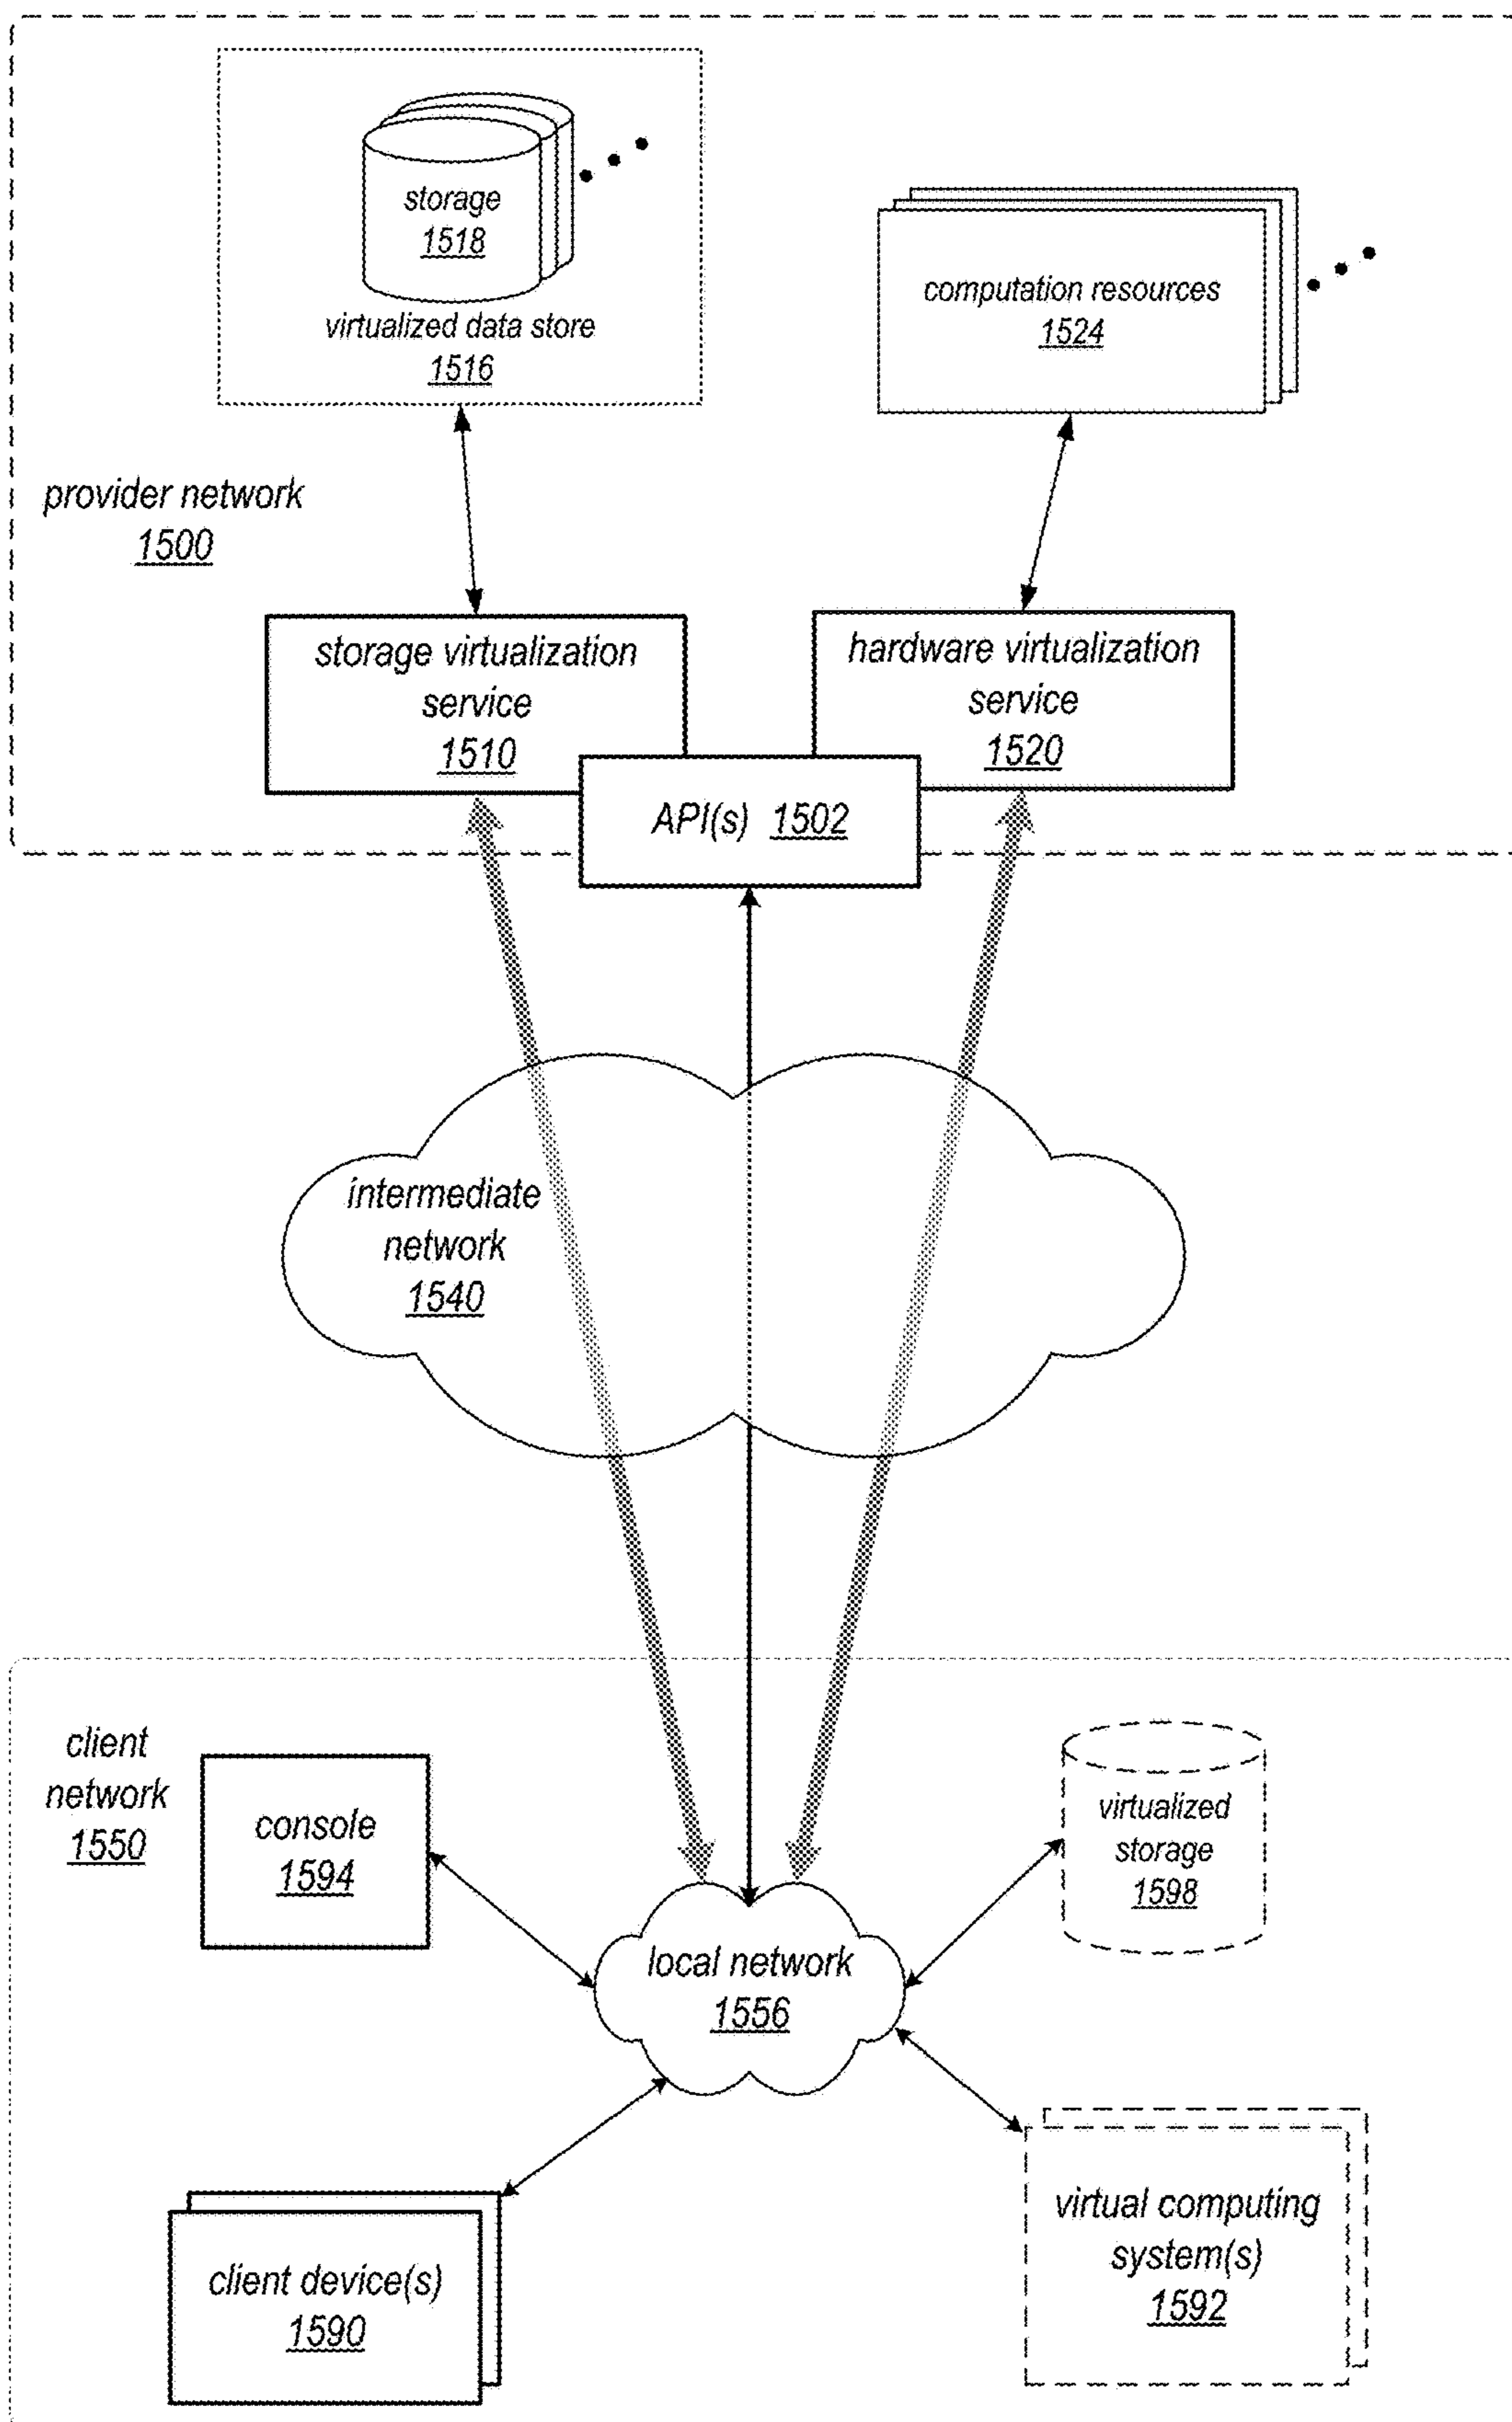 storage
1518
virtualized data store
1516
computation resources
1524
provider network
1500
storage virtualization
service
1510
hardware virtualization
service
1520
API(s) 1502
intermediate
network
1540
client
network
1550
console
1594
virtualized
storage
1598
local network
1556
client device(s)
1590
virtual computing
system(s)
1592